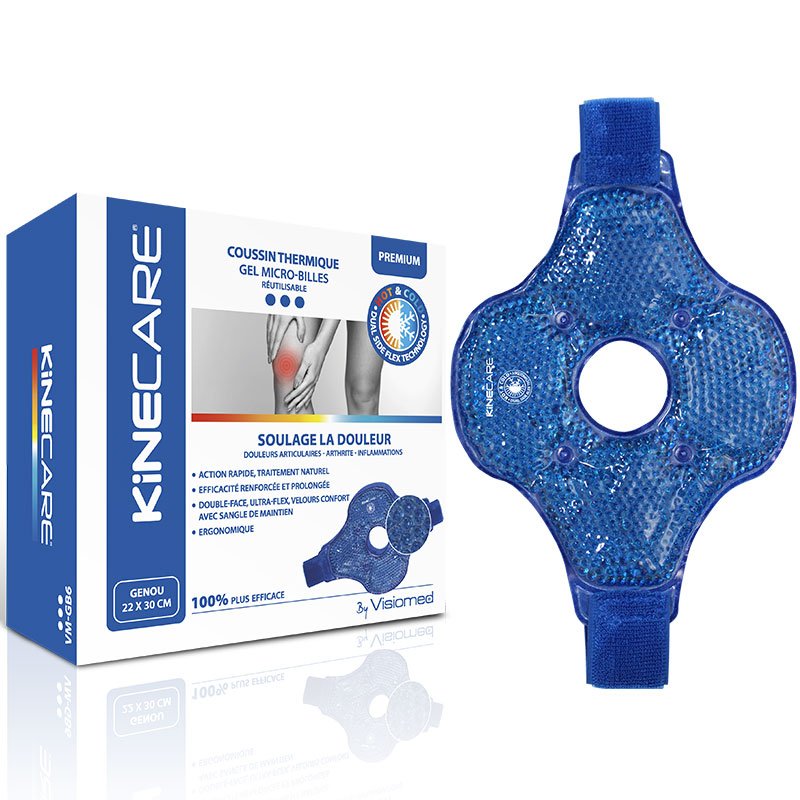 KiNECARE®
VM-GB6
KiNECARE®
GENOU
22 X 30 CM
COUSSIN THERMIQUE
GEL MICRO-BILLES
RÉUTILISABLE
PREMIUM
HOT & COLD
DUAL SIDE FLEX TECHNOLOGY
SOULAGE LA DOULEUR
DOULEURS ARTICULAIRES - ARTHRITE - INFLAMMATIONS
• ACTION RAPIDE, TRAITEMENT NATUREL
• EFFICACITÉ RENFORCÉE ET PROLONGÉE
• DOUBLE-FACE, ULTRA-FLEX, VELOURS CONFORT
AVEC SANGLE DE MAINTIEN
• ERGONOMIQUE
100% PLUS EFFICACE
By Visiomed
KiNECARE